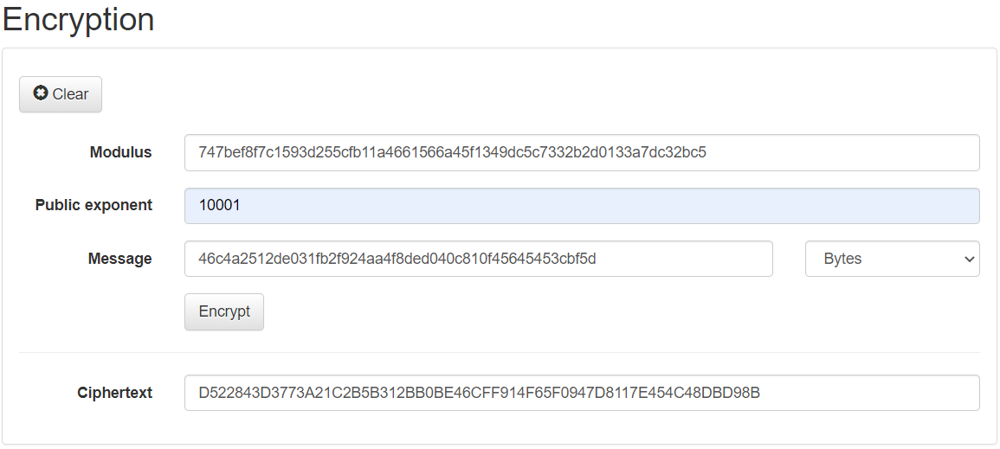 Encryption
Clear
Modulus 747bef8f7c1593d255cfb11a4661566a45f1349dc5c7332b2d0133a7dc32bc5
Public exponent 10001
Message 46c4a2512de031fb2f924aa4f8ded040c810f45645453cbf5d Bytes
Encrypt
Ciphertext D522843D3773A21C2B5B312BB0BE46CFF914F65F0947D8117E454C48DBD98B